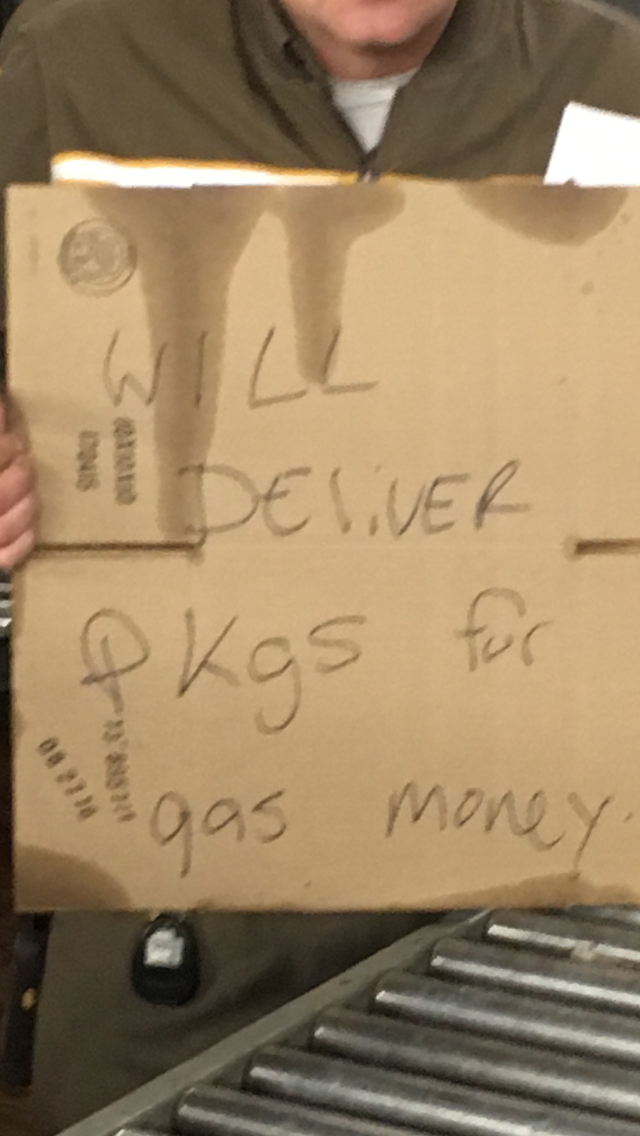 WILL
DELiVER
PKgS for
gas money.